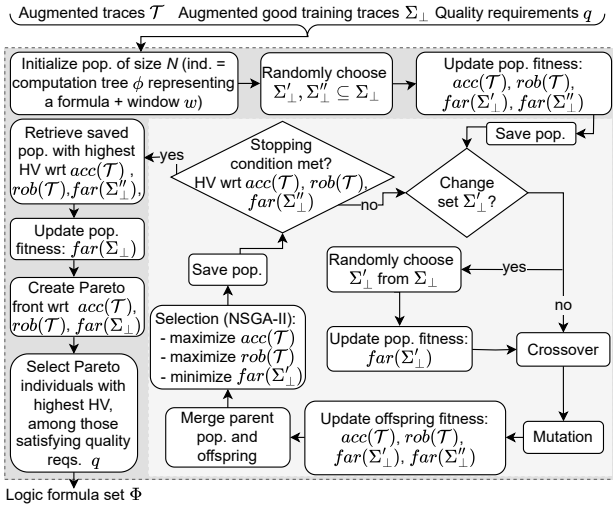 Augmented traces 𝒯 Augmented good training traces Σ⊥ Quality requirements q
Initialize pop. of size N (ind. =
computation tree ϕ representing
a formula + window w)
Randomly choose
Σ′⊥, Σ″⊥ ⊆ Σ⊥
Update pop. fitness:
acc(𝒯), rob(𝒯),
far(Σ′⊥), far(Σ″⊥)
Save pop.
Change
set Σ′⊥?
yes
no
Randomly choose
Σ′⊥ from Σ⊥
Update pop. fitness:
far(Σ′⊥)
Crossover
Mutation
Update offspring fitness:
acc(𝒯), rob(𝒯),
far(Σ′⊥), far(Σ″⊥)
Merge parent
pop. and
offspring
Selection (NSGA-II):
- maximize acc(𝒯)
- maximize rob(𝒯)
- minimize far(Σ′⊥)
Save pop.
Stopping
condition met?
HV wrt acc(𝒯), rob(𝒯),
far(Σ″⊥)
no
yes
Retrieve saved
pop. with highest
HV wrt acc(𝒯) ,
rob(𝒯),far(Σ″⊥),
Update pop.
fitness: far(Σ⊥)
Create Pareto
front wrt acc(𝒯),
rob(𝒯), far(Σ⊥)
Select Pareto
individuals with
highest HV,
among those
satisfying quality
reqs. q
Logic formula set Φ